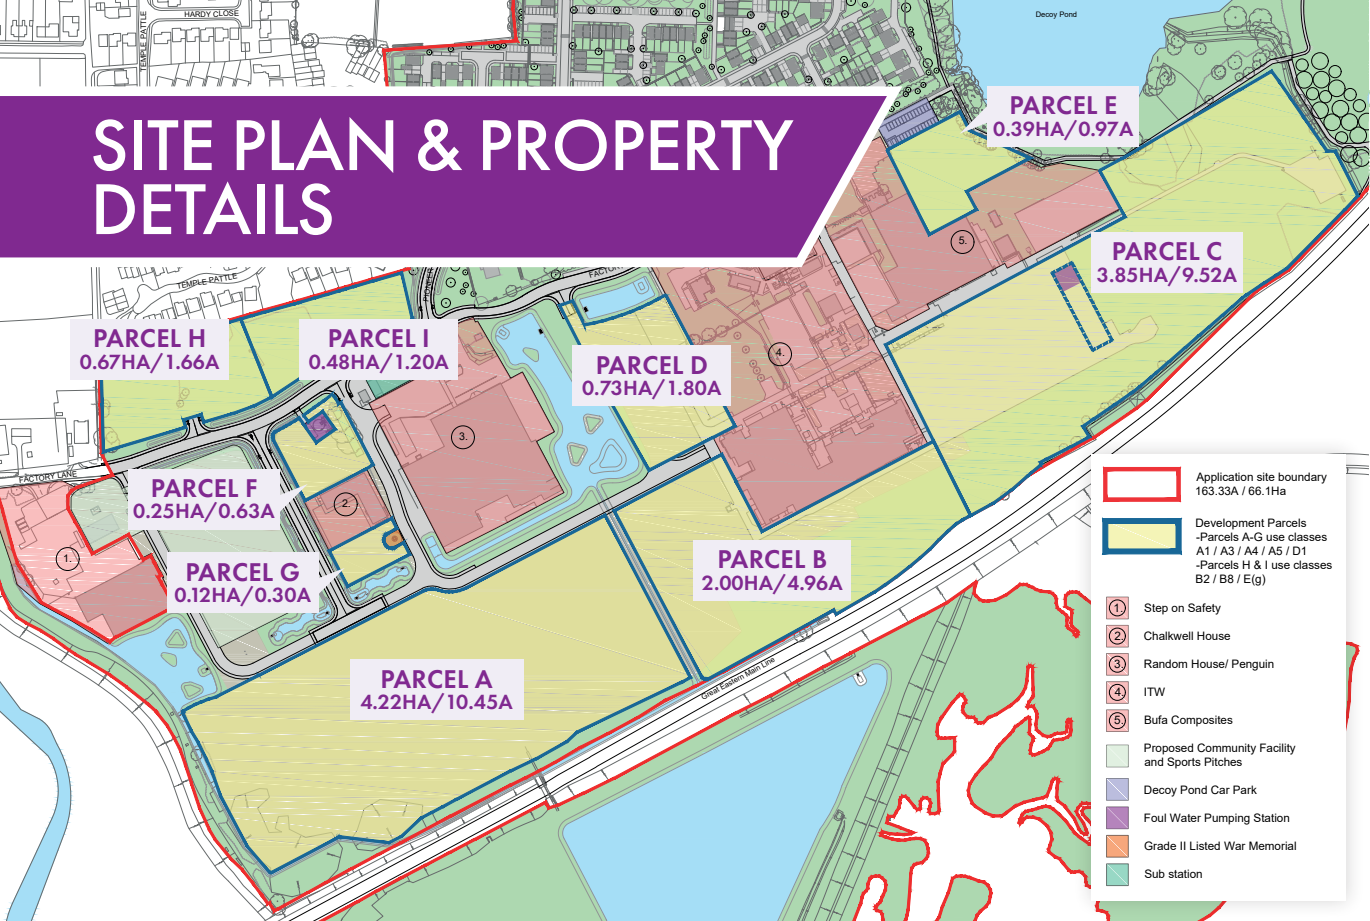 HARDY CLOSE
TEMPLE PATTLE
Decoy Pond
SITE PLAN & PROPERTY
DETAILS
PARCEL E
0.39HA/0.97A
5.
PARCEL C
3.85HA/9.52A
TEMPLE PATTLE
PIONEER
FACTORY
PARCEL H
0.67HA/1.66A
PARCEL I
0.48HA/1.20A
PARCEL D
0.73HA/1.80A
4.
3.
FACTORY LANE
PARCEL F
0.25HA/0.63A
2.
1.
PARCEL G
0.12HA/0.30A
PARCEL B
2.00HA/4.96A
PARCEL A
4.22HA/10.45A
Great Eastern Main Line
Application site boundary
163.33A / 66.1Ha
Development Parcels
-Parcels A-G use classes
A1 / A3 / A4 / A5 / D1
-Parcels H & I use classes
B2 / B8 / E(g)
1. Step on Safety
2 Chalkwell House
3 Random House/ Penguin
4 ITW
5. Bufa Composites
Proposed Community Facility
and Sports Pitches
Decoy Pond Car Park
Foul Water Pumping Station
Grade II Listed War Memorial
Sub station